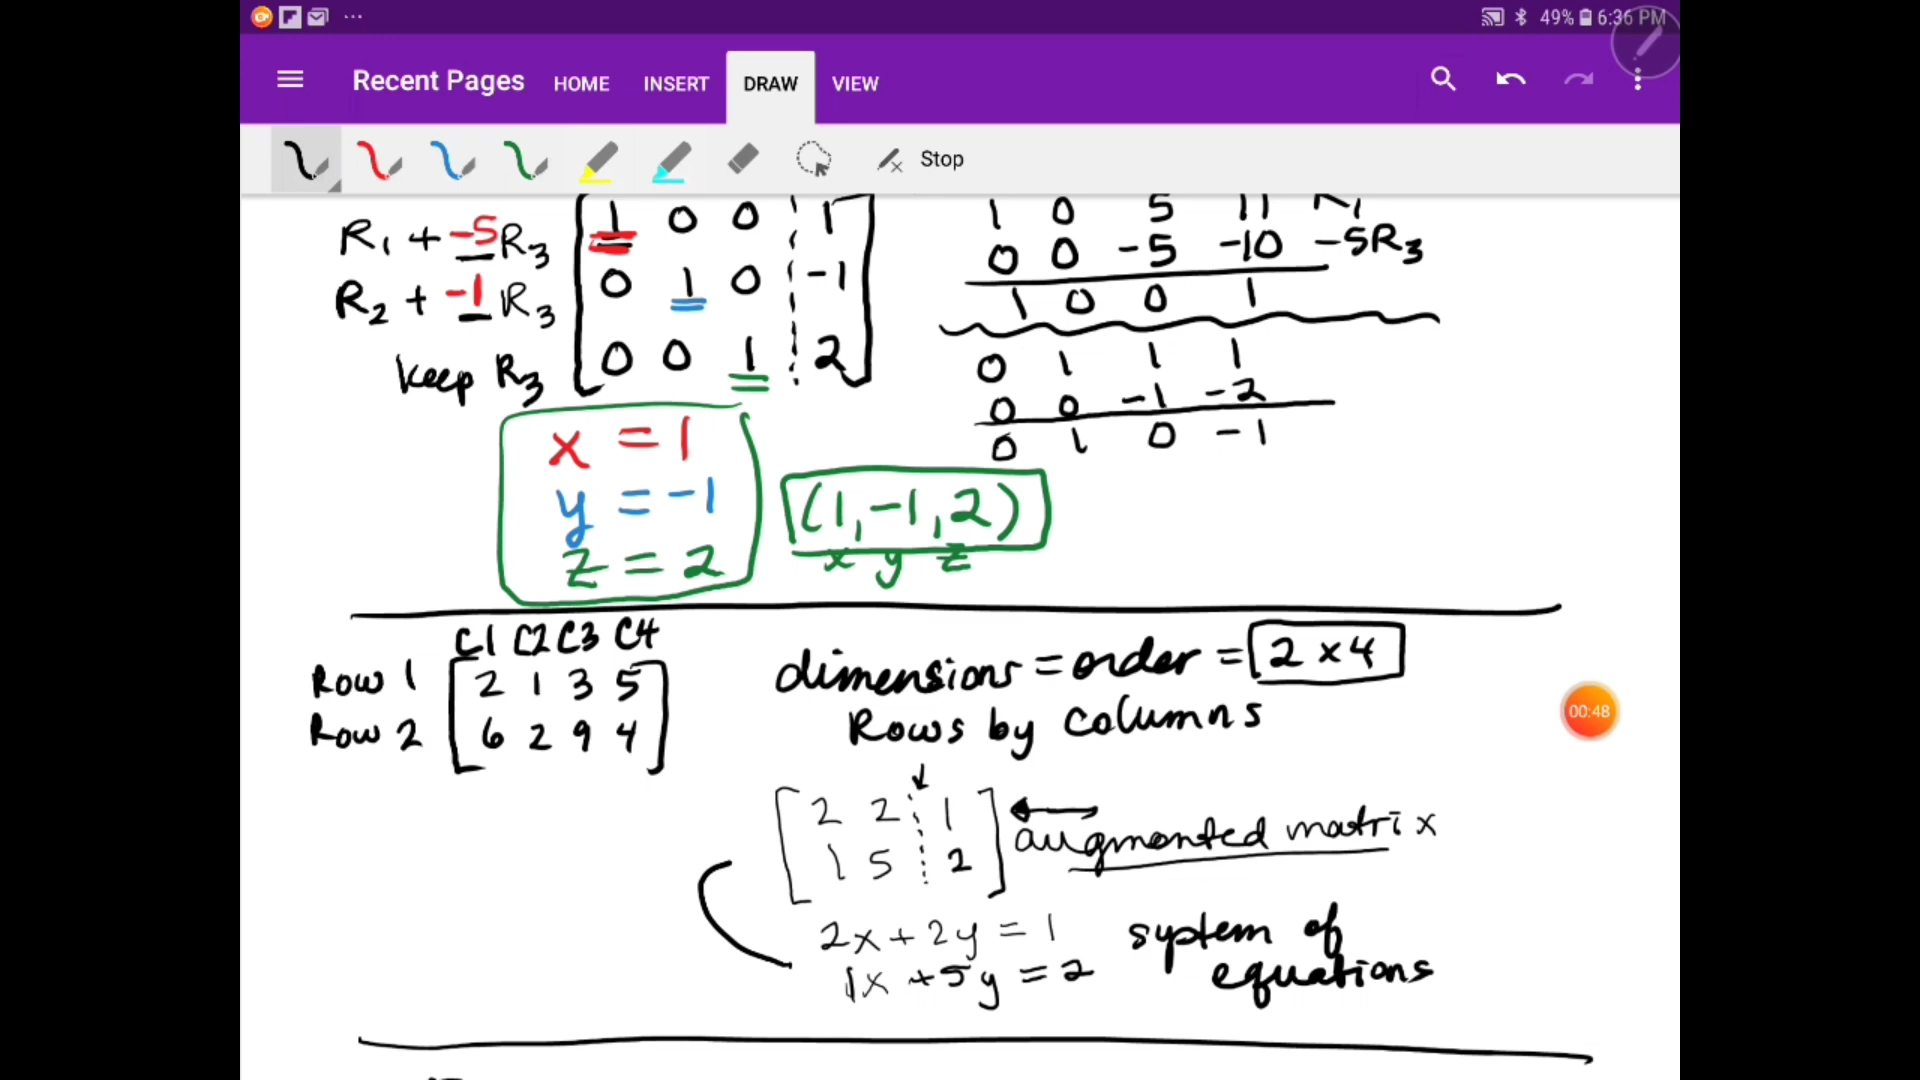 49% 6:36 PM
Recent Pages HOME INSERT DRAW VIEW
Stop
R1 + -5R3 1 0 0 1
R2 + -1R3 0 1 0 -1
keep R3 0 0 1 2
1 0 5 11 R1
0 0 -5 -10 -5R3
1 0 0 1
0 1 1 1
0 0 -1 -2
0 1 0 -1
x = 1
y = -1
z = 2
(1,-1,2)
x y z
C1 C2 C3 C4
Row 1 2 1 3 5
Row 2 6 2 9 4
dimensions = order = 2 x 4
Rows by columns
2 2 1
1 5 2
augmented matrix
2x + 2y = 1
1x + 5y = 2
system of
equations
00:48